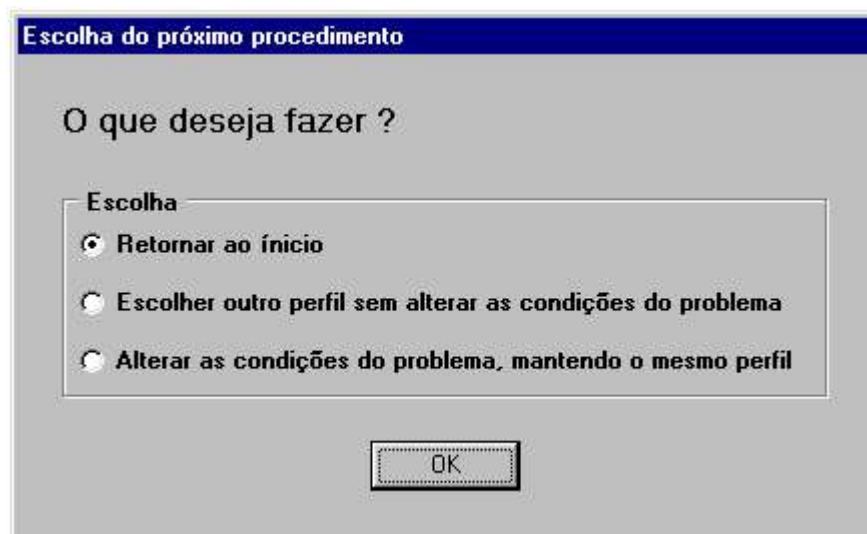 Escolha do próximo procedimento
O que deseja fazer ?
Escolha
Retornar ao ínicio
Escolher outro perfil sem alterar as condições do problema
Alterar as condições do problema, mantendo o mesmo perfil
OK